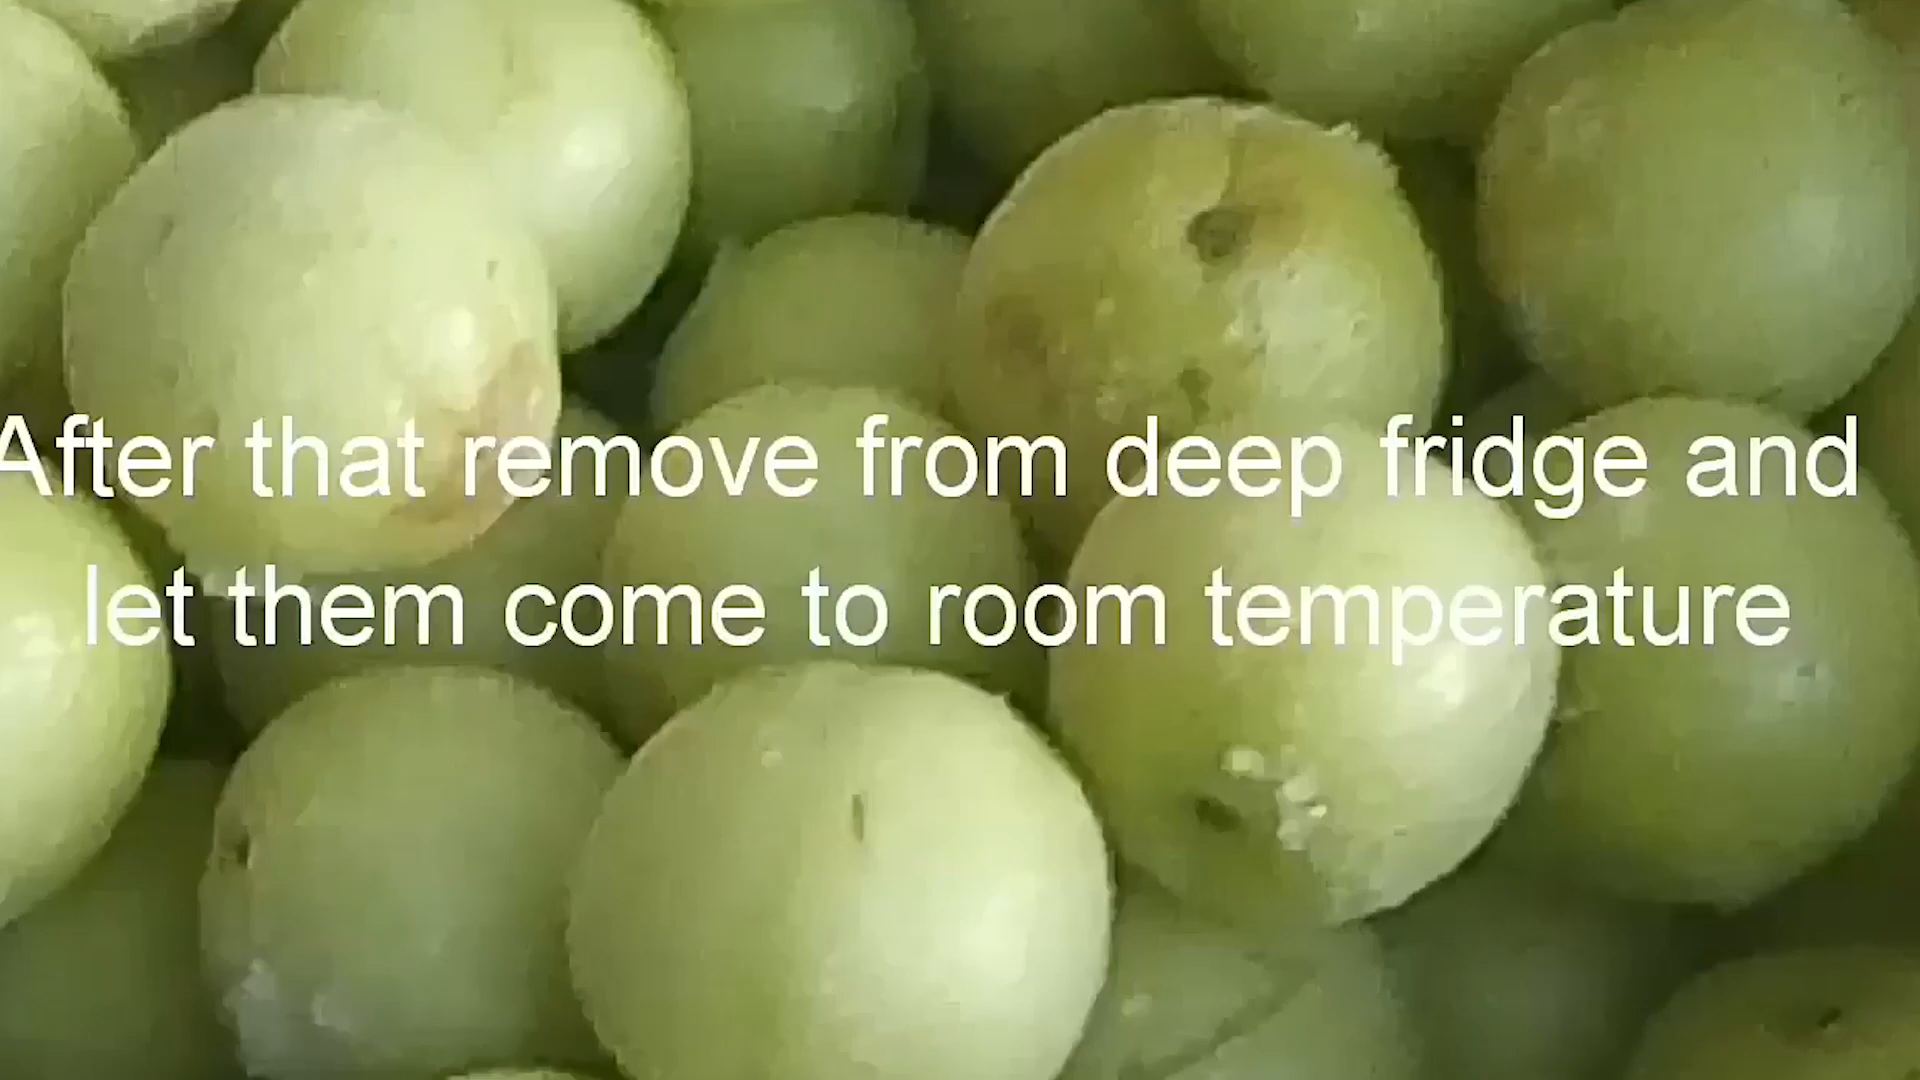 After that remove from deep fridge and
let them come to room temperature